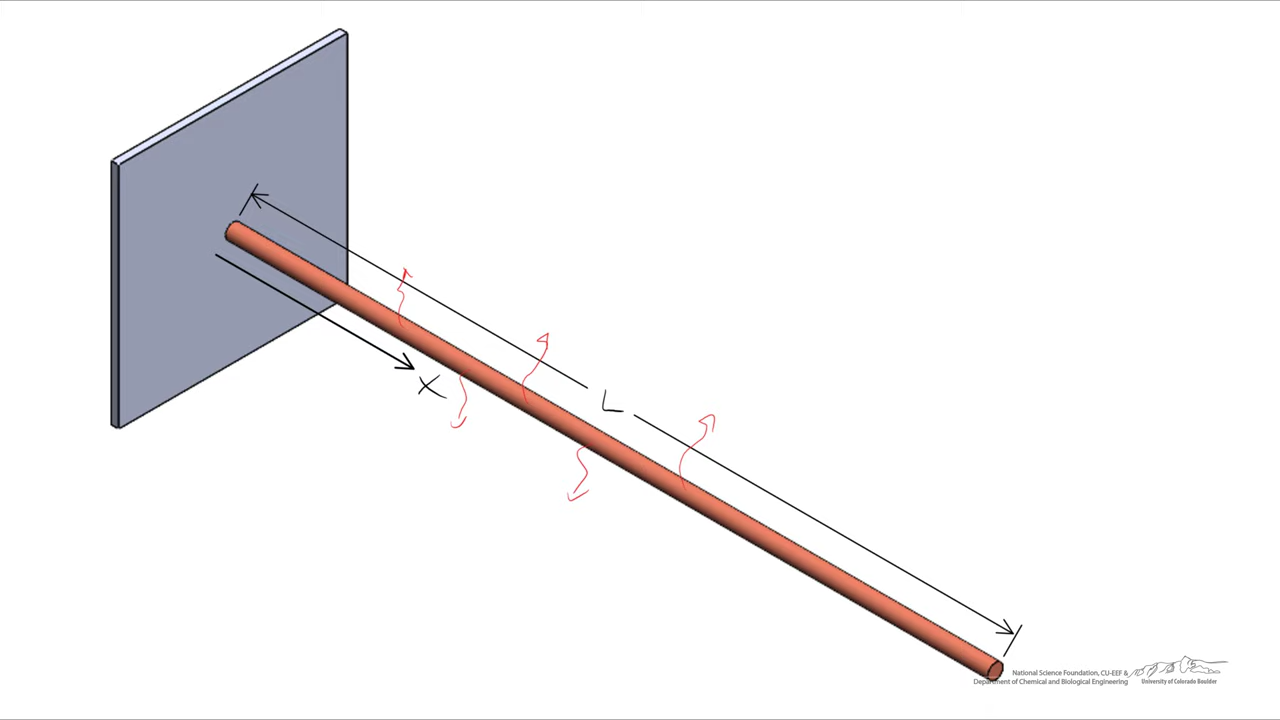 L
X
National Science Foundation, CU-EEF &
Department of Chemical and Biological Engineering
University of Colorado Boulder